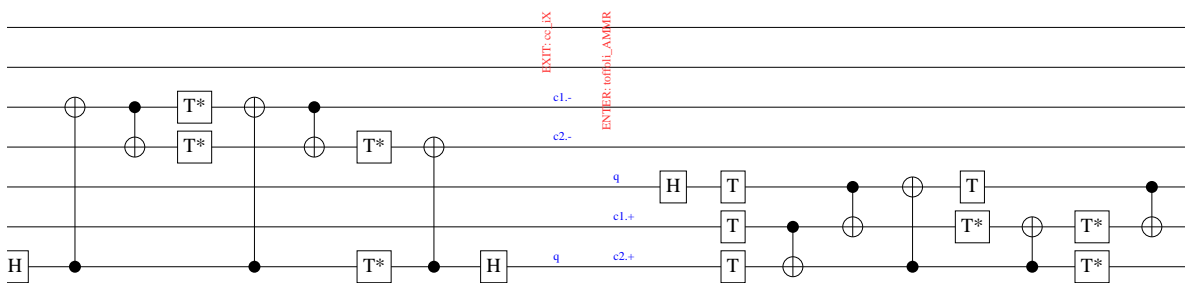 EXIT: cc_iX
ENTER: toffoli_AMMR
c1.-
T*
c2.-
T*
T*
q
H
T
T
c1.+
T
T*
T*
H
T*
H
q
c2.+
T
T*